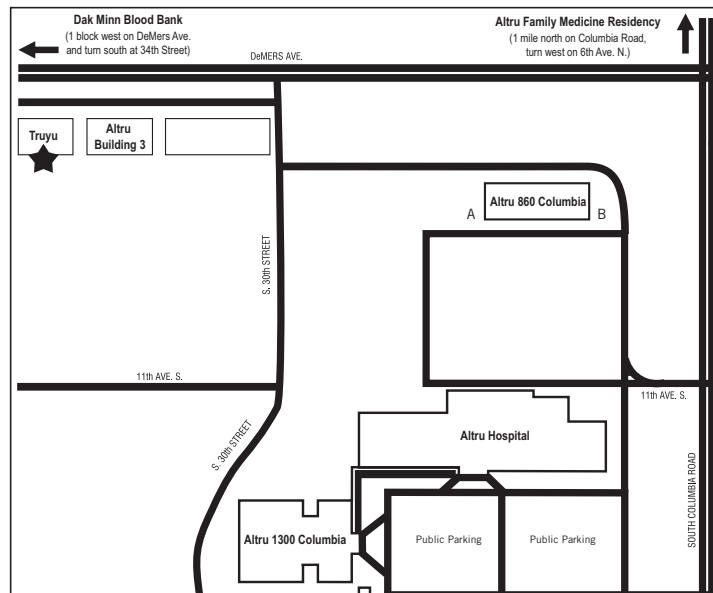 Dak Minn Blood Bank
(1 block west on DeMers Ave.
and turn south at 34th Street)
Altru Family Medicine Residency
(1 mile north on Columbia Road,
turn west on 6th Ave. N.)
DeMERS AVE.
Truyu
Altru
Building 3
A
Altru 860 Columbia
B
S. 30th STREET
11th AVE. S.
11th AVE. S.
S. 30th STREET
Altru Hospital
SOUTH COLUMBIA ROAD
Altru 1300 Columbia
Public Parking
Public Parking